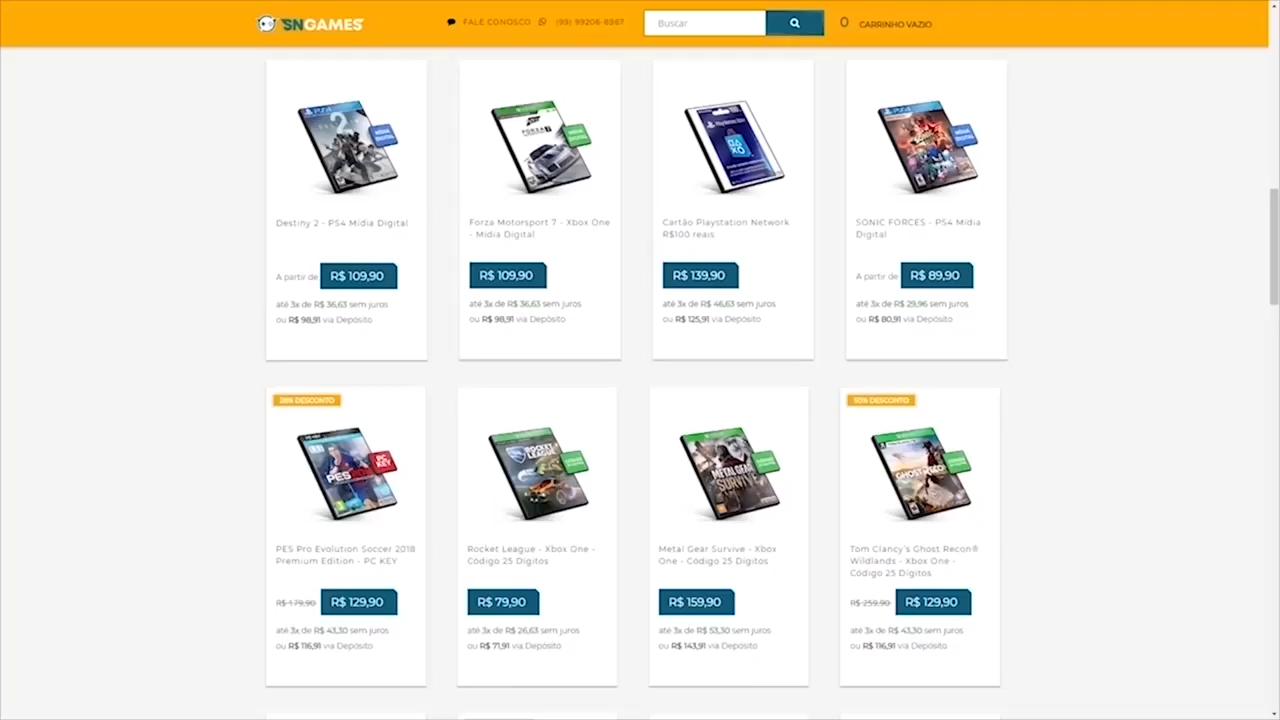 SNGAMES
FALE CONOSCO
(99) 99206-8967
Buscar
0 CARRINHO VAZIO
Destiny 2 - PS4 Mídia Digital
A partir de R$ 109,90
até 3x de R$ 36,63 sem juros
ou R$ 98,91 via Depósito
Forza Motorsport 7 - Xbox One
- Mídia Digital
R$ 109,90
até 3x de R$ 36,63 sem juros
ou R$ 98,91 via Depósito
Cartão Playstation Network
R$100 reais
R$ 139,90
até 3x de R$ 46,63 sem juros
ou R$ 125,91 via Depósito
SONIC FORCES - PS4 Mídia
Digital
A partir de R$ 89,90
até 3x de R$ 29,96 sem juros
ou R$ 80,91 via Depósito
28% DESCONTO
PES Pro Evolution Soccer 2018
Premium Edition - PC KEY
R$ 179,90 R$ 129,90
até 3x de R$ 43,30 sem juros
ou R$ 116,91 via Depósito
Rocket League - Xbox One -
Código 25 Dígitos
R$ 79,90
até 3x de R$ 26,63 sem juros
ou R$ 71,91 via Depósito
Metal Gear Survive - Xbox
One - Código 25 Dígitos
R$ 159,90
até 3x de R$ 53,30 sem juros
ou R$ 143,91 via Depósito
50% DESCONTO
Tom Clancy's Ghost Recon®
Wildlands - Xbox One -
Código 25 Dígitos
R$ 259,90 R$ 129,90
até 3x de R$ 43,30 sem juros
ou R$ 116,91 via Depósito